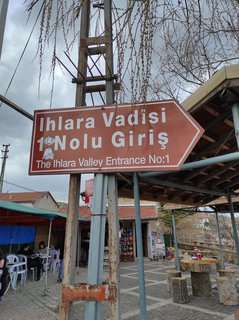 Ihlara Vadisi
1 Nolu Giriş
The Ihlara Valley Entrance No:1